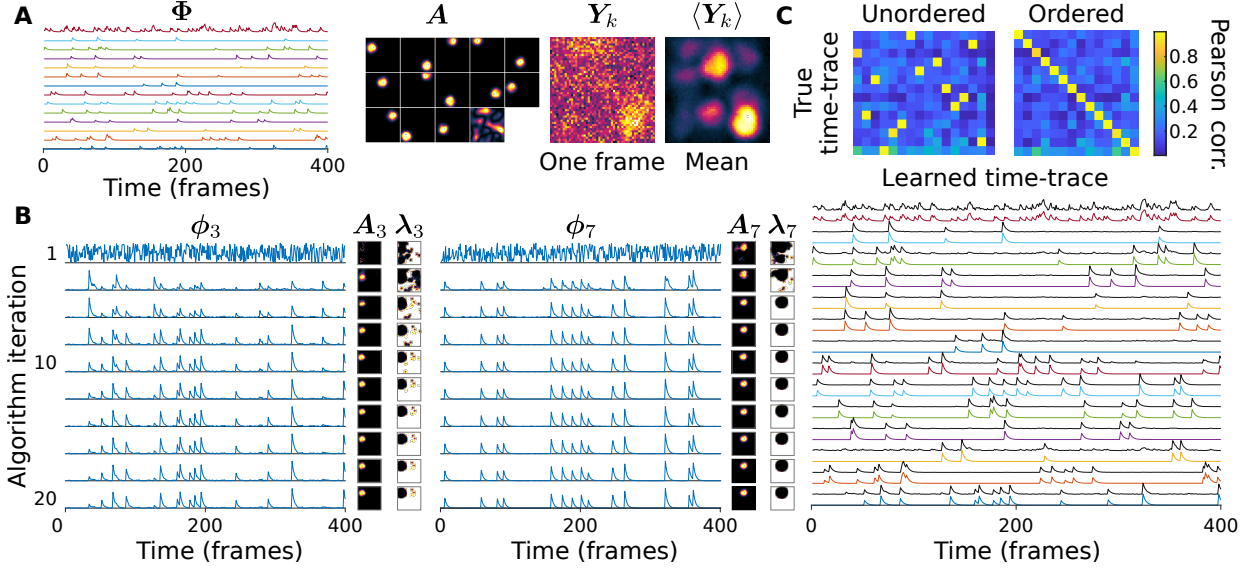 A
Φ
0
200
400
Time (frames)
A
Y_k
⟨Y_k⟩
One frame
Mean
C
Unordered
Ordered
True
time-trace
0.8
0.6
0.4
0.2
Pearson corr.
Learned time-trace
B
ϕ_3
A_3
λ_3
ϕ_7
A_7
λ_7
Algorithm iteration
1
10
20
0
200
400
Time (frames)
0
200
400
Time (frames)
0
200
400
Time (frames)